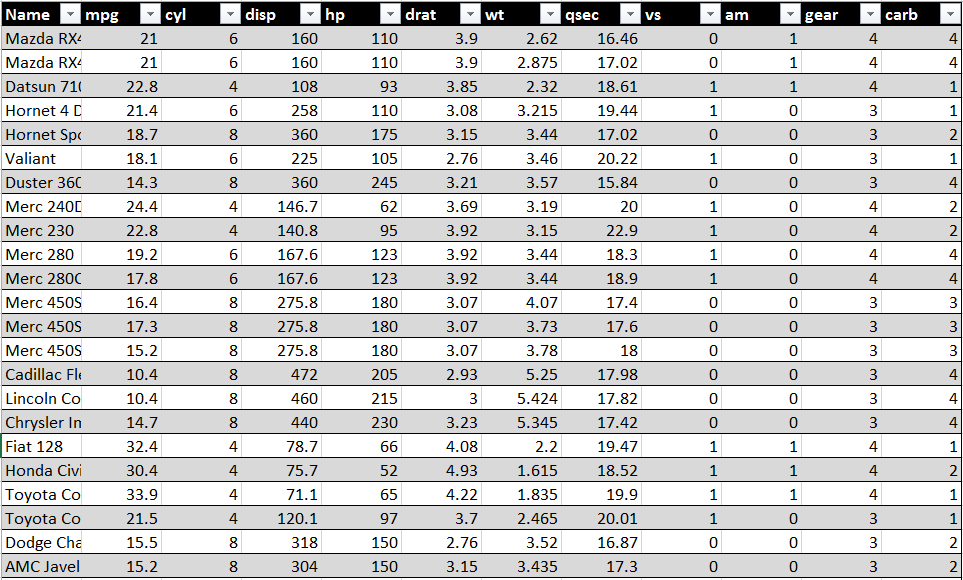 Name mpg cyl disp hp drat wt qsec vs am gear carb
Mazda RX4 21 6 160 110 3.9 2.62 16.46 0 1 4 4
Mazda RX4 21 6 160 110 3.9 2.875 17.02 0 1 4 4
Datsun 710 22.8 4 108 93 3.85 2.32 18.61 1 1 4 1
Hornet 4 D 21.4 6 258 110 3.08 3.215 19.44 1 0 3 1
Hornet Spo 18.7 8 360 175 3.15 3.44 17.02 0 0 3 2
Valiant 18.1 6 225 105 2.76 3.46 20.22 1 0 3 1
Duster 360 14.3 8 360 245 3.21 3.57 15.84 0 0 3 4
Merc 240D 24.4 4 146.7 62 3.69 3.19 20 1 0 4 2
Merc 230 22.8 4 140.8 95 3.92 3.15 22.9 1 0 4 2
Merc 280 19.2 6 167.6 123 3.92 3.44 18.3 1 0 4 4
Merc 280C 17.8 6 167.6 123 3.92 3.44 18.9 1 0 4 4
Merc 450S 16.4 8 275.8 180 3.07 4.07 17.4 0 0 3 3
Merc 450S 17.3 8 275.8 180 3.07 3.73 17.6 0 0 3 3
Merc 450S 15.2 8 275.8 180 3.07 3.78 18 0 0 3 3
Cadillac Fle 10.4 8 472 205 2.93 5.25 17.98 0 0 3 4
Lincoln Co 10.4 8 460 215 3 5.424 17.82 0 0 3 4
Chrysler Im 14.7 8 440 230 3.23 5.345 17.42 0 0 3 4
Fiat 128 32.4 4 78.7 66 4.08 2.2 19.47 1 1 4 1
Honda Civi 30.4 4 75.7 52 4.93 1.615 18.52 1 1 4 2
Toyota Co 33.9 4 71.1 65 4.22 1.835 19.9 1 1 4 1
Toyota Co 21.5 4 120.1 97 3.7 2.465 20.01 1 0 3 1
Dodge Cha 15.5 8 318 150 2.76 3.52 16.87 0 0 3 2
AMC Javel 15.2 8 304 150 3.15 3.435 17.3 0 0 3 2